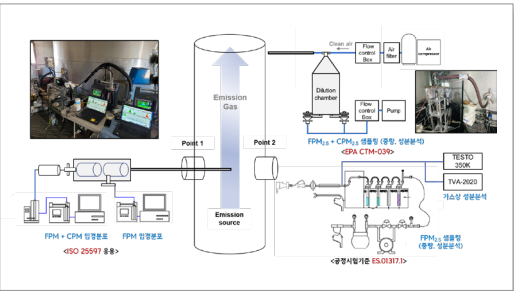 Clean air
Flow
control
Box
Air
filter
Air
compressor
Emission
Gas
Dilution
chamber
Flow
control
Box
Pump
FPM2.5 + CPM2.5 샘플링 (중량, 성분분석)
<EPA CTM-039>
Point 1
Point 2
TESTO
350K
TVA-2020
가스상 성분분석
Emission
source
FPM + CPM 입경분포
FPM 입경분포
<ISO 25597 응용>
FPM2.5 샘플링
(중량, 성분분석)
<공정시험기준 ES.01317.1>